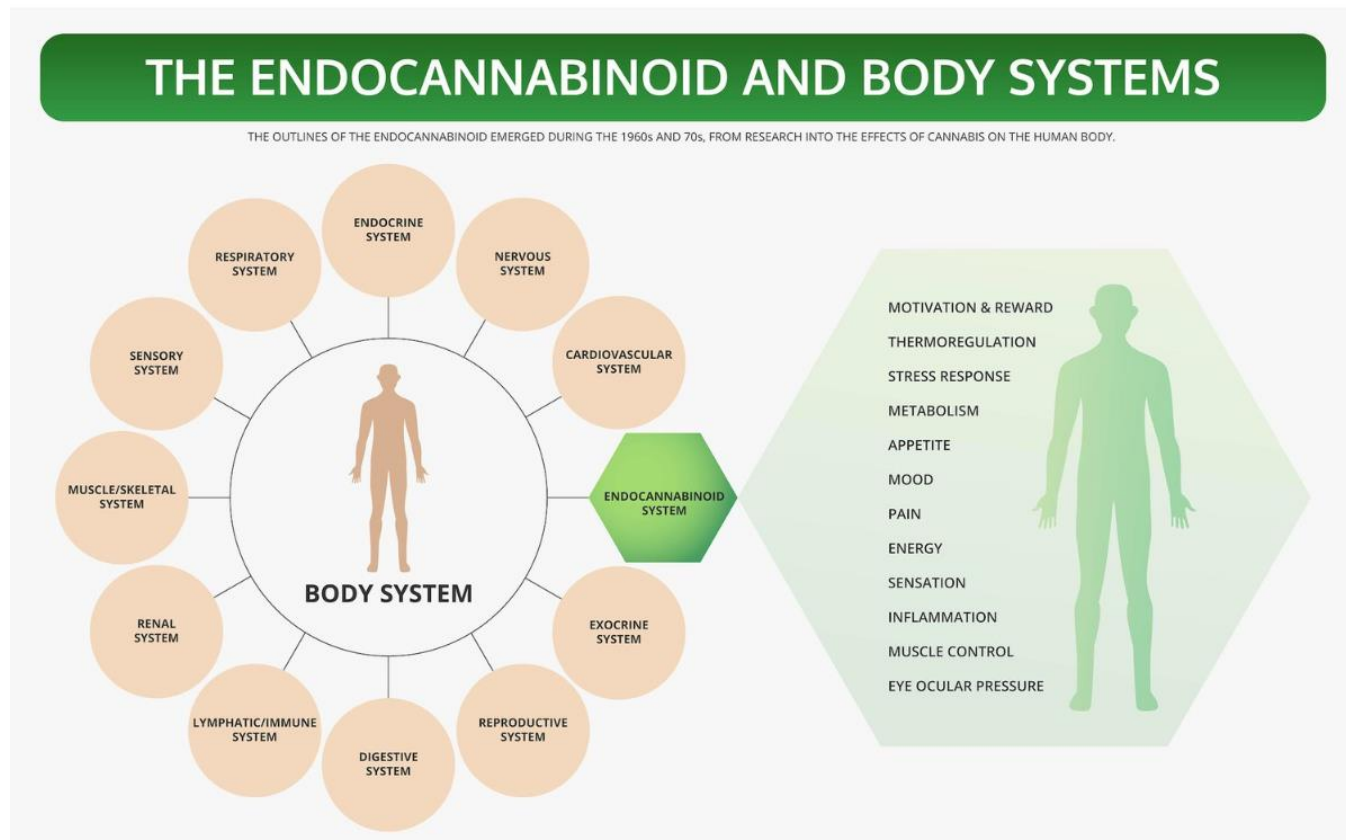 THE ENDOCANNABINOID AND BODY SYSTEMS
THE OUTLINES OF THE ENDOCANNABINOID EMERGED DURING THE 1960s AND 70s, FROM RESEARCH INTO THE EFFECTS OF CANNABIS ON THE HUMAN BODY.
ENDOCRINE
SYSTEM
NERVOUS
SYSTEM
CARDIOVASCULAR
SYSTEM
ENDOCANNABINOID
SYSTEM
EXOCRINE
SYSTEM
REPRODUCTIVE
SYSTEM
DIGESTIVE
SYSTEM
LYMPHATIC/IMMUNE
SYSTEM
RENAL
SYSTEM
MUSCLE/SKELETAL
SYSTEM
SENSORY
SYSTEM
RESPIRATORY
SYSTEM
BODY SYSTEM
MOTIVATION & REWARD
THERMOREGULATION
STRESS RESPONSE
METABOLISM
APPETITE
MOOD
PAIN
ENERGY
SENSATION
INFLAMMATION
MUSCLE CONTROL
EYE OCULAR PRESSURE